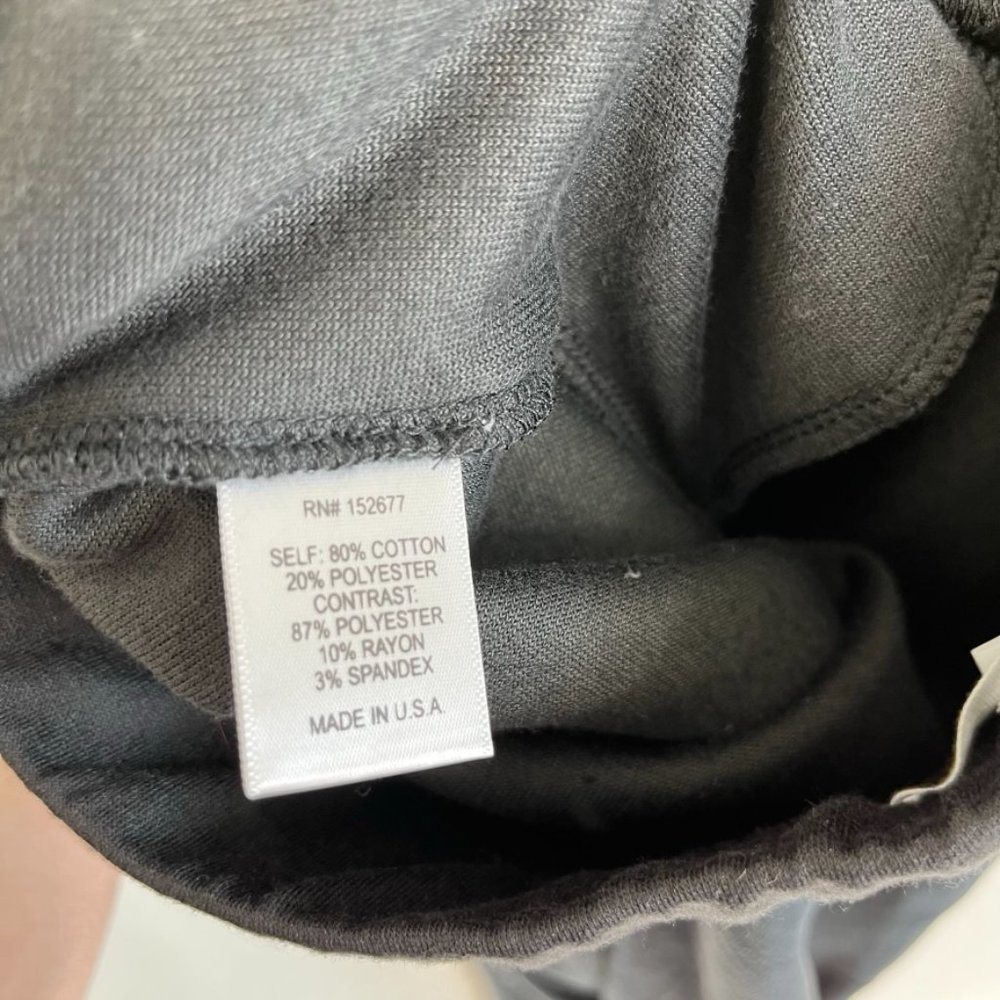 RN# 152677
SELF: 80% COTTON
20% POLYESTER
CONTRAST:
87% POLYESTER
10% RAYON
3% SPANDEX
MADE IN U.S.A